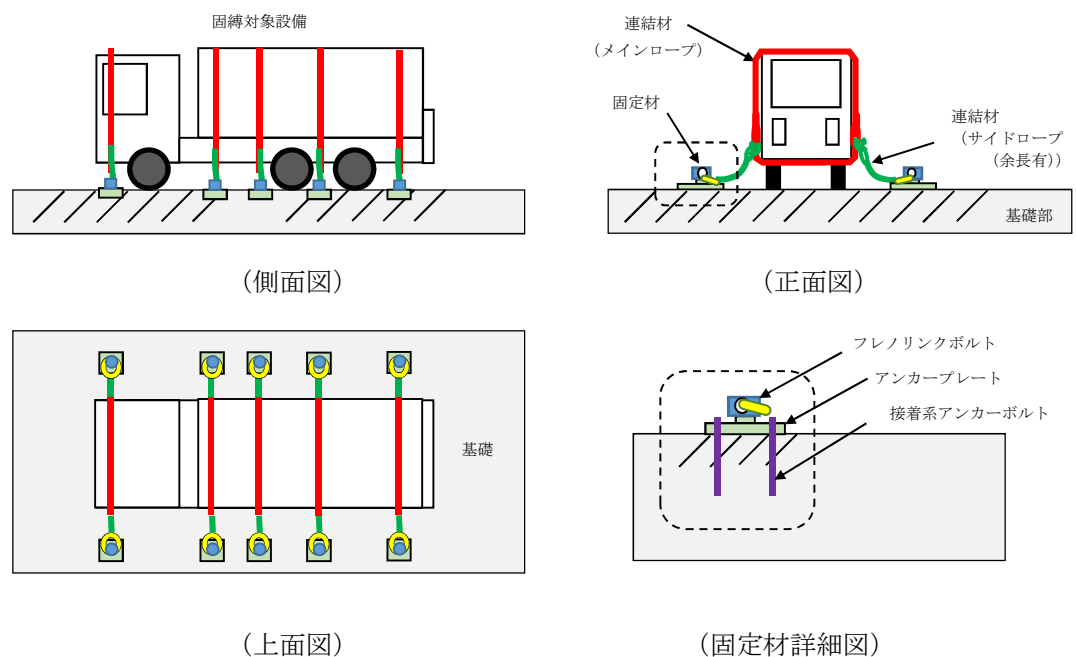 固縛対象設備
（側面図）
連結材
（メインロープ）
固定材
連結材
（サイドロープ
（余長有））
基礎部
（正面図）
基礎
（上面図）
フレノリンクボルト
アンカープレート
接着系アンカーボルト
（固定材詳細図）